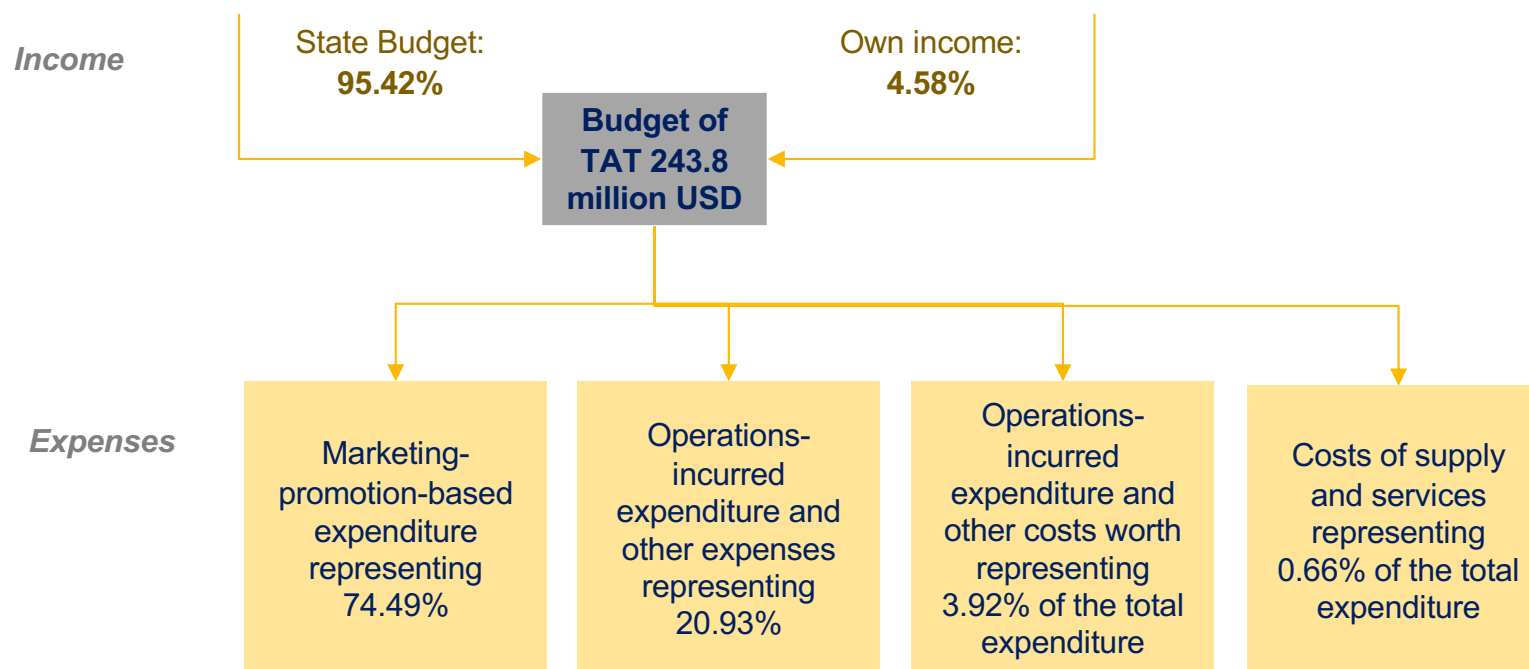 Income
State Budget:
95.42%
Own income:
4.58%
Budget of
TAT 243.8
million USD
Expenses
Marketing-
promotion-based
expenditure
representing
74.49%
Operations-
incurred
expenditure and
other expenses
representing
20.93%
Operations-
incurred
expenditure and
other costs worth
representing
3.92% of the total
expenditure
Costs of supply
and services
representing
0.66% of the total
expenditure